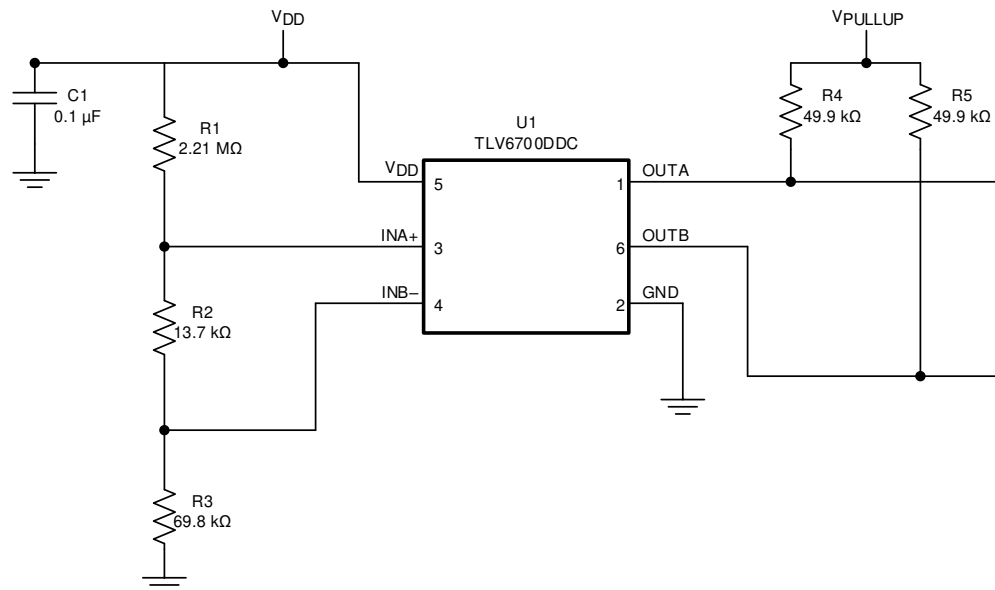 VDD
VPULLUP
C1
0.1 µF
R1
2.21 MΩ
R4
49.9 kΩ
R5
49.9 kΩ
U1
TLV6700DDC
VDD
5
1
OUTA
INA+
3
6
OUTB
INB−
4
2
GND
R2
13.7 kΩ
R3
69.8 kΩ